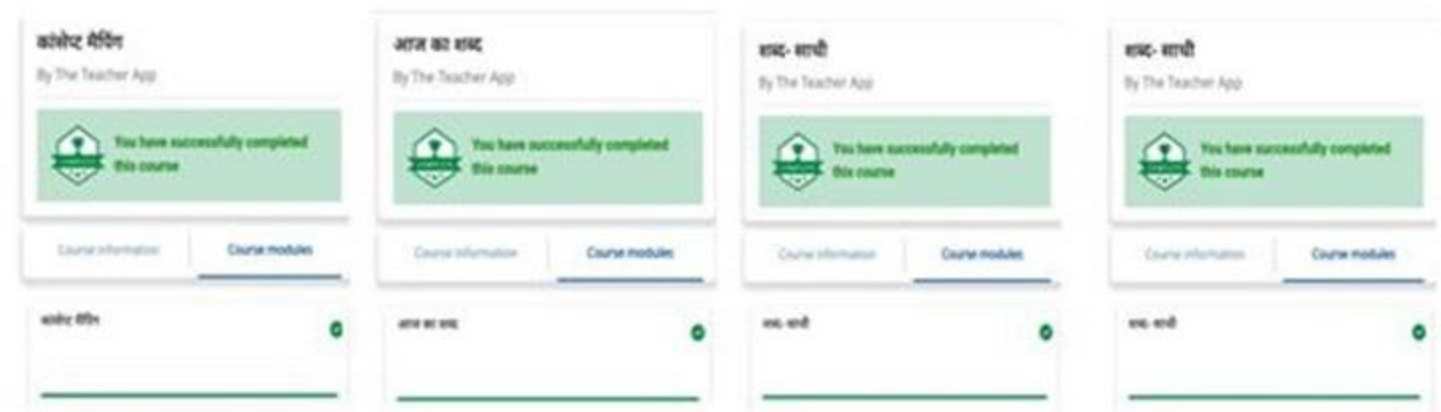 कांसेप्ट मैपिंग
By The Teacher App
You have successfully completed
this course
Course information
Course modules
कांसेप्ट मैपिंग
आज का शब्द
By The Teacher App
You have successfully completed
this course
Course information
Course modules
आज का शब्द
शब्द- साथी
By The Teacher App
You have successfully completed
this course
Course information
Course modules
शब्द- साथी
शब्द- साथी
By The Teacher App
You have successfully completed
this course
Course information
Course modules
शब्द- साथी